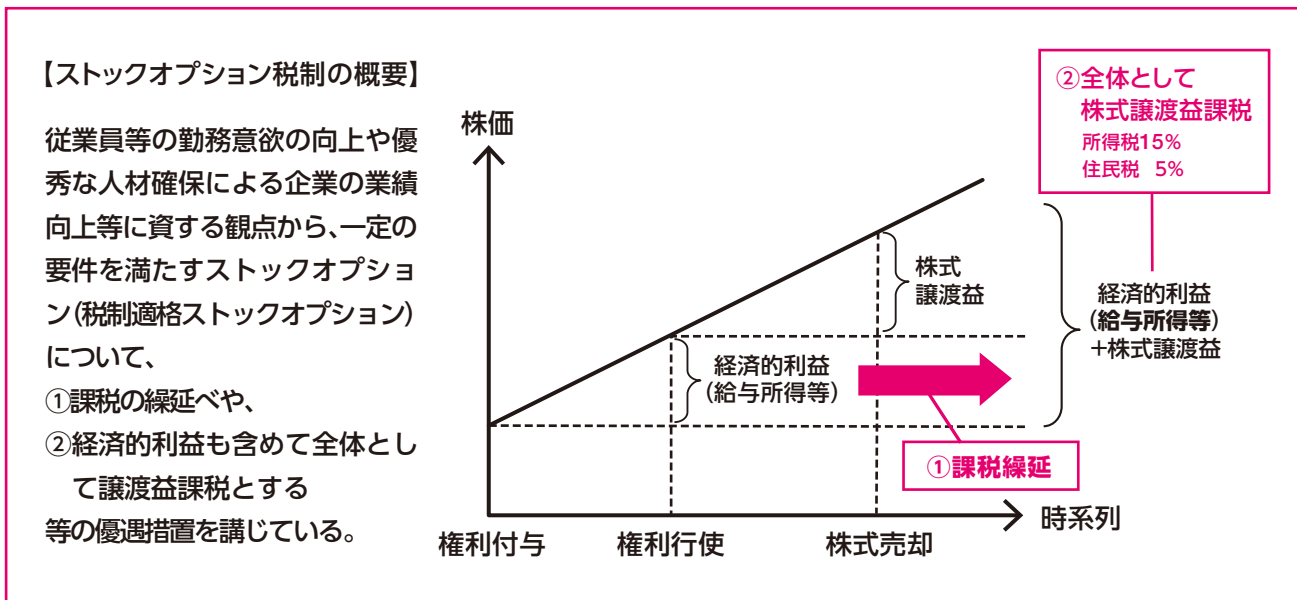 【ストックオプション税制の概要】
従業員等の勤務意欲の向上や優
秀な人材確保による企業の業績
向上等に資する観点から、一定の
要件を満たすストックオプショ
ン(税制適格ストックオプション)
について、
①課税の繰延べや、
②経済的利益も含めて全体とし
て譲渡益課税とする
等の優遇措置を講じている。
株価
②全体として
株式譲渡益課税
所得税15%
住民税 5%
株式
譲渡益
経済的利益
(給与所得等)
+株式譲渡益
経済的利益
(給与所得等)
①課税繰延
時系列
権利付与
権利行使
株式売却